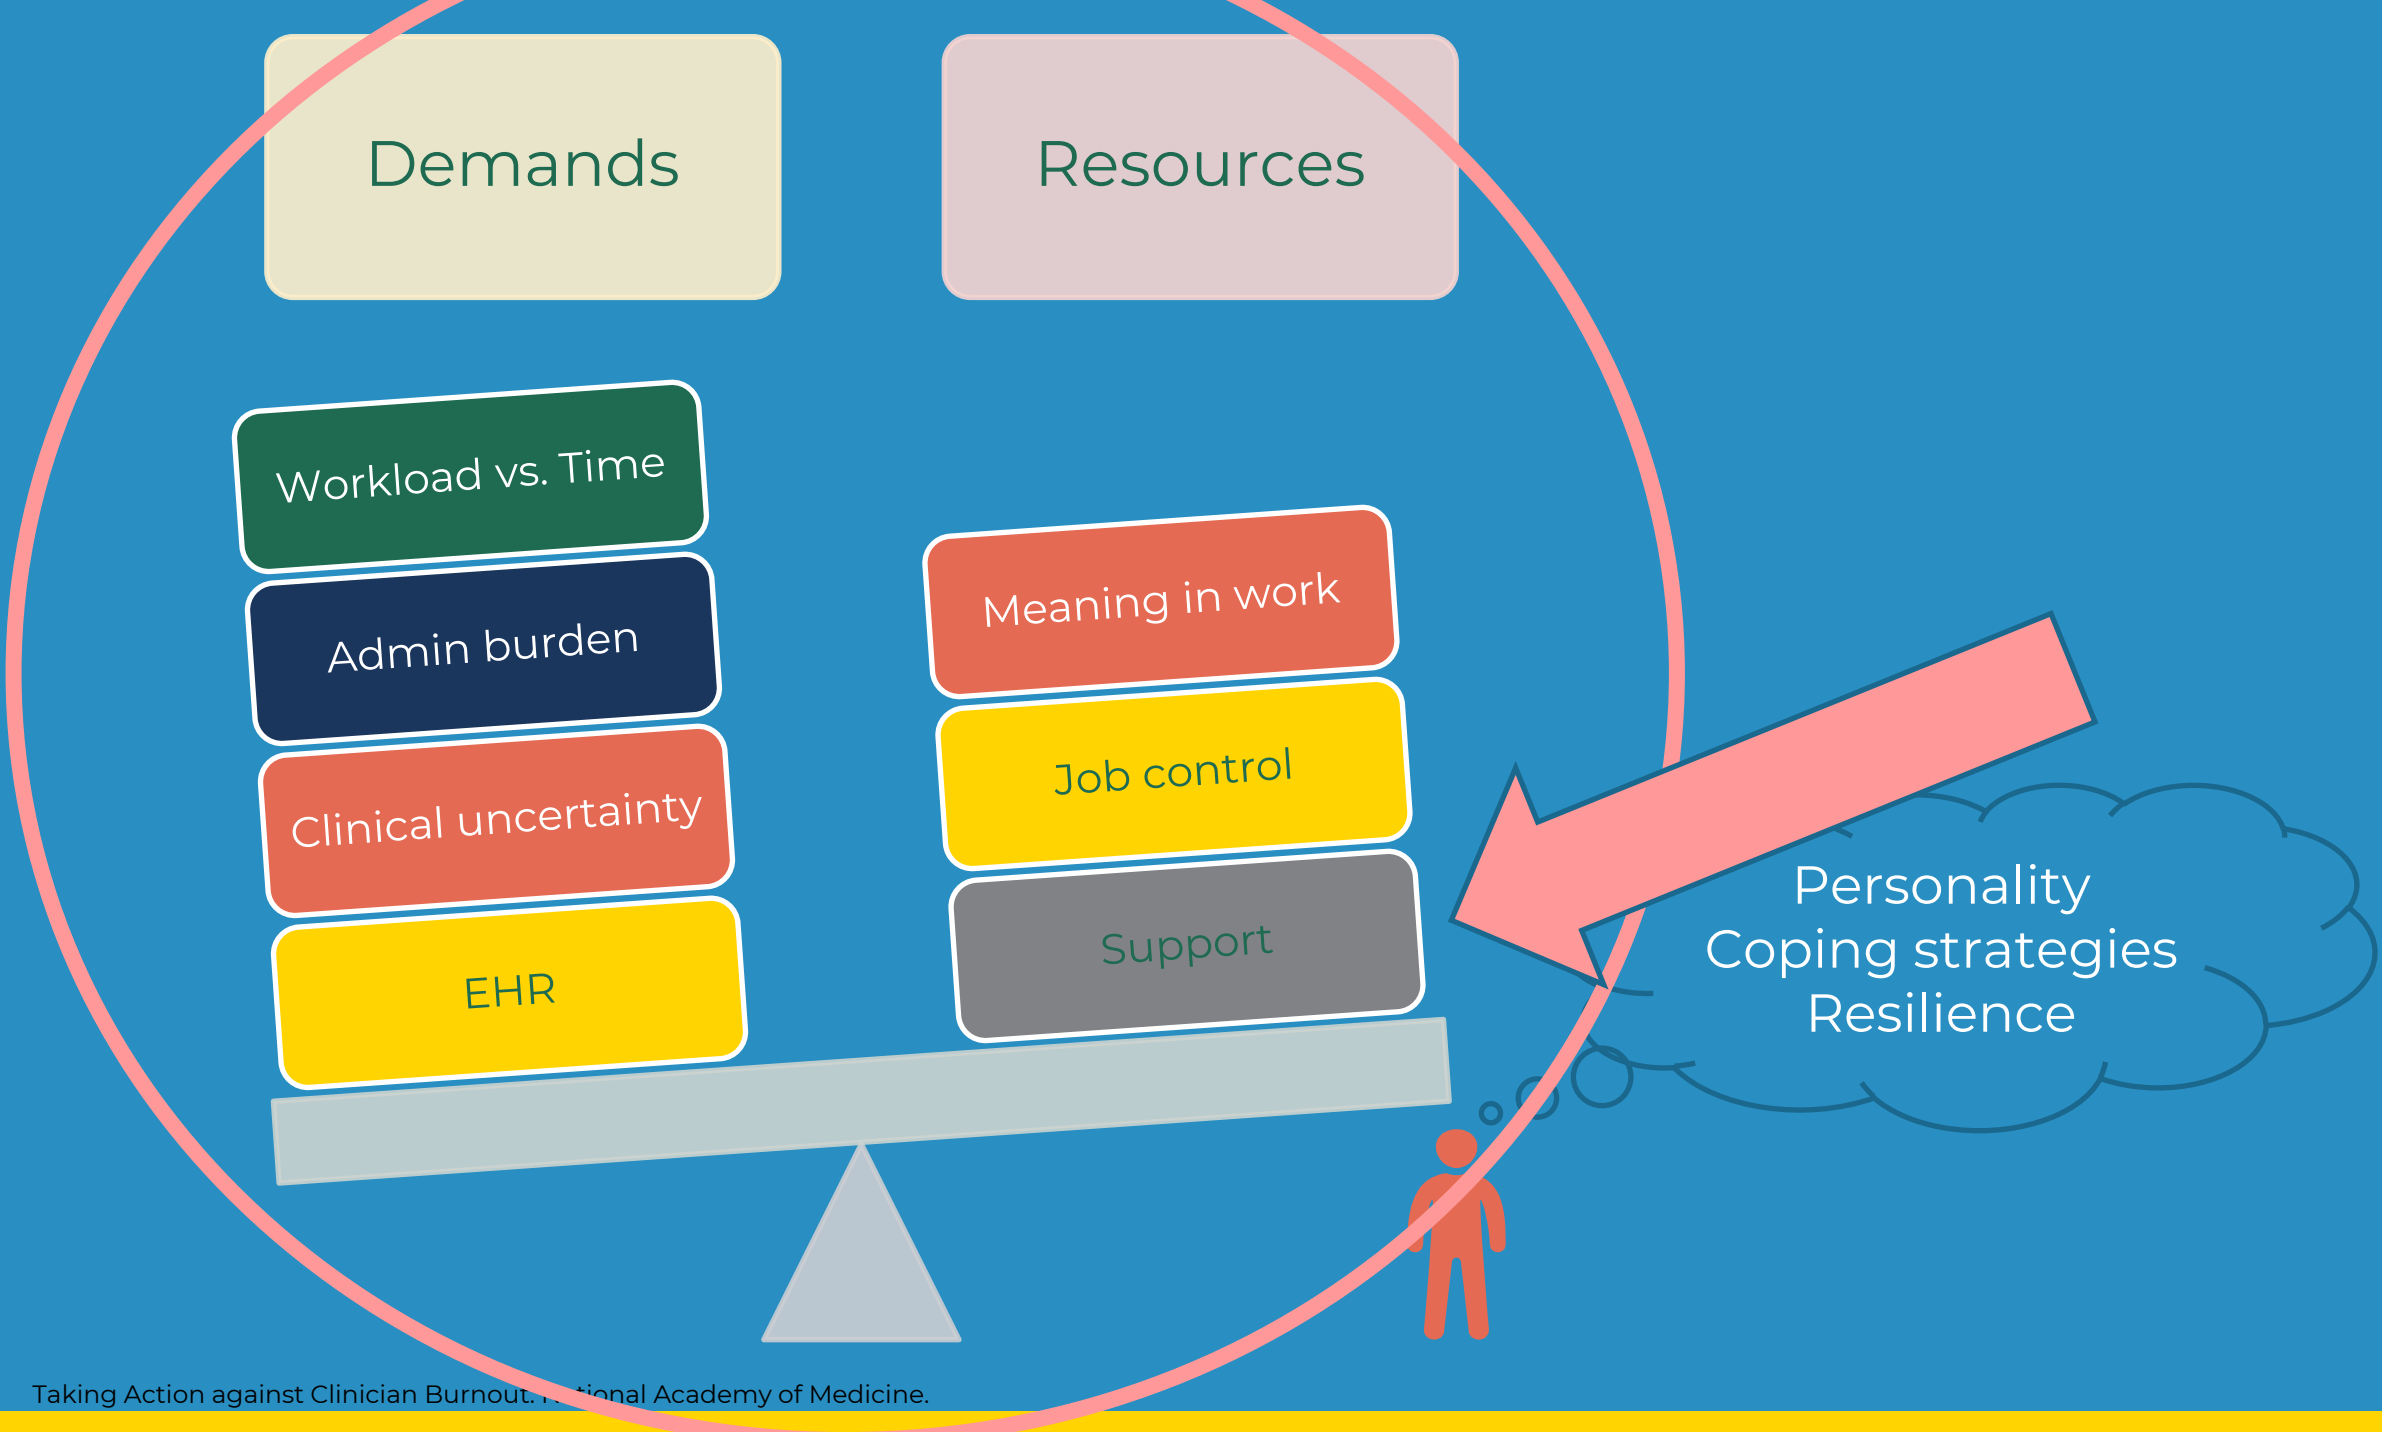 Demands
Resources
Workload vs. Time
Admin burden
Clinical uncertainty
EHR
Meaning in work
Job control
Support
Personality
Coping strategies
Resilience
Taking Action against Clinician Burnout. National Academy of Medicine.